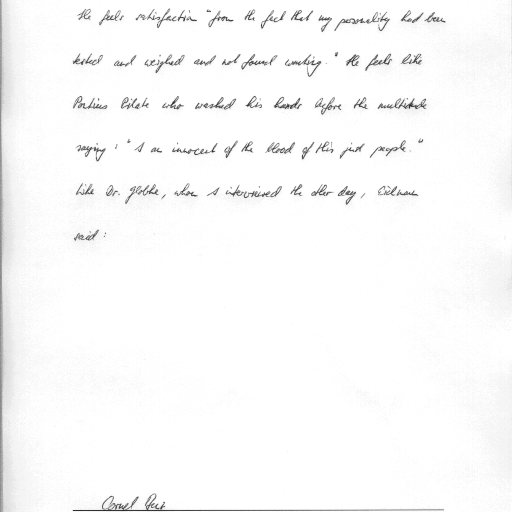 He feels satisfaction "from the fact that my personality had been
tested and weighed and not found wanting." He feels like
Pontius Pilate who washed his hands before the multitude
saying: "I am innocent of the blood of this just people."
Like Dr. Globke, whom I interviewed the other day, Eichmann
said: